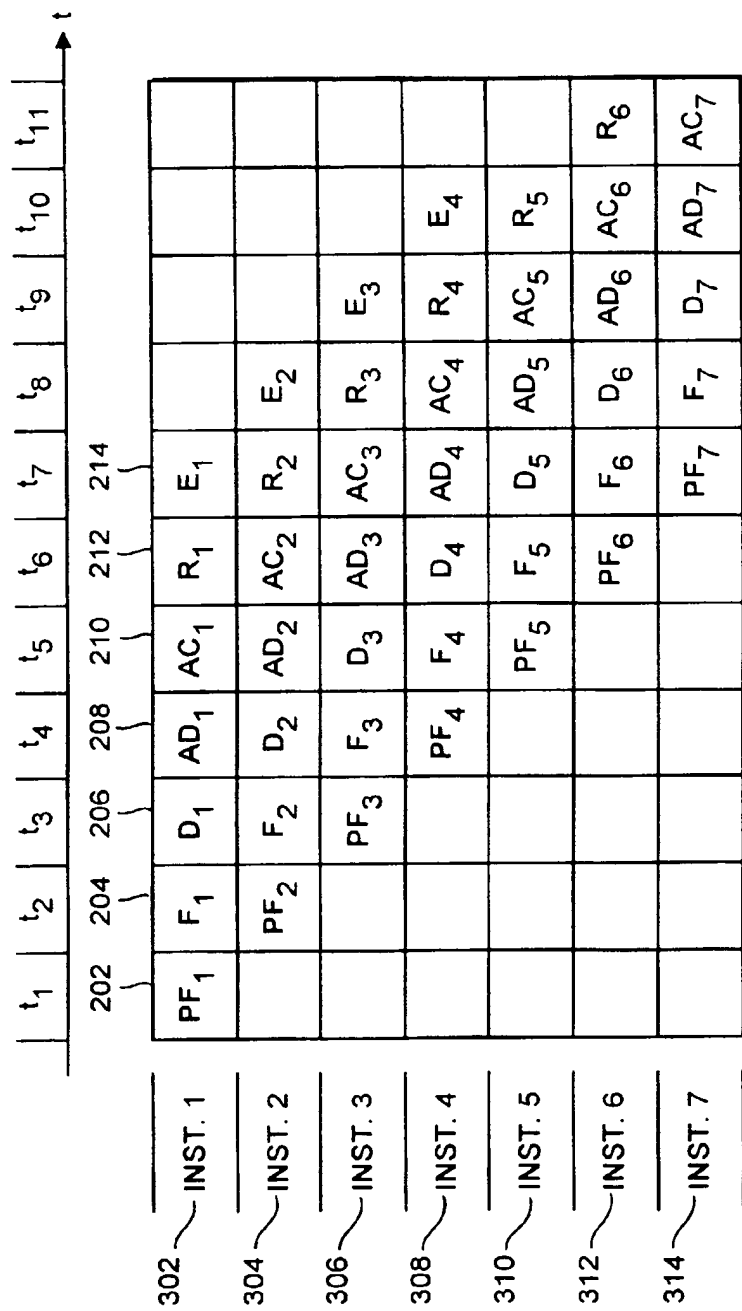 t1 t2 t3 t4 t5 t6 t7 t8 t9 t10 t11 t
202 204 206 208 210 212 214
302 INST. 1 PF1 F1 D1 AD1 AC1 R1 E1
304 INST. 2 PF2 F2 D2 AD2 AC2 R2 E2
306 INST. 3 PF3 F3 D3 AD3 AC3 R3 E3
308 INST. 4 PF4 F4 D4 AD4 AC4 R4 E4
310 INST. 5 PF5 F5 D5 AD5 AC5 R5
312 INST. 6 PF6 F6 D6 AD6 AC6 R6
314 INST. 7 PF7 F7 D7 AD7 AC7